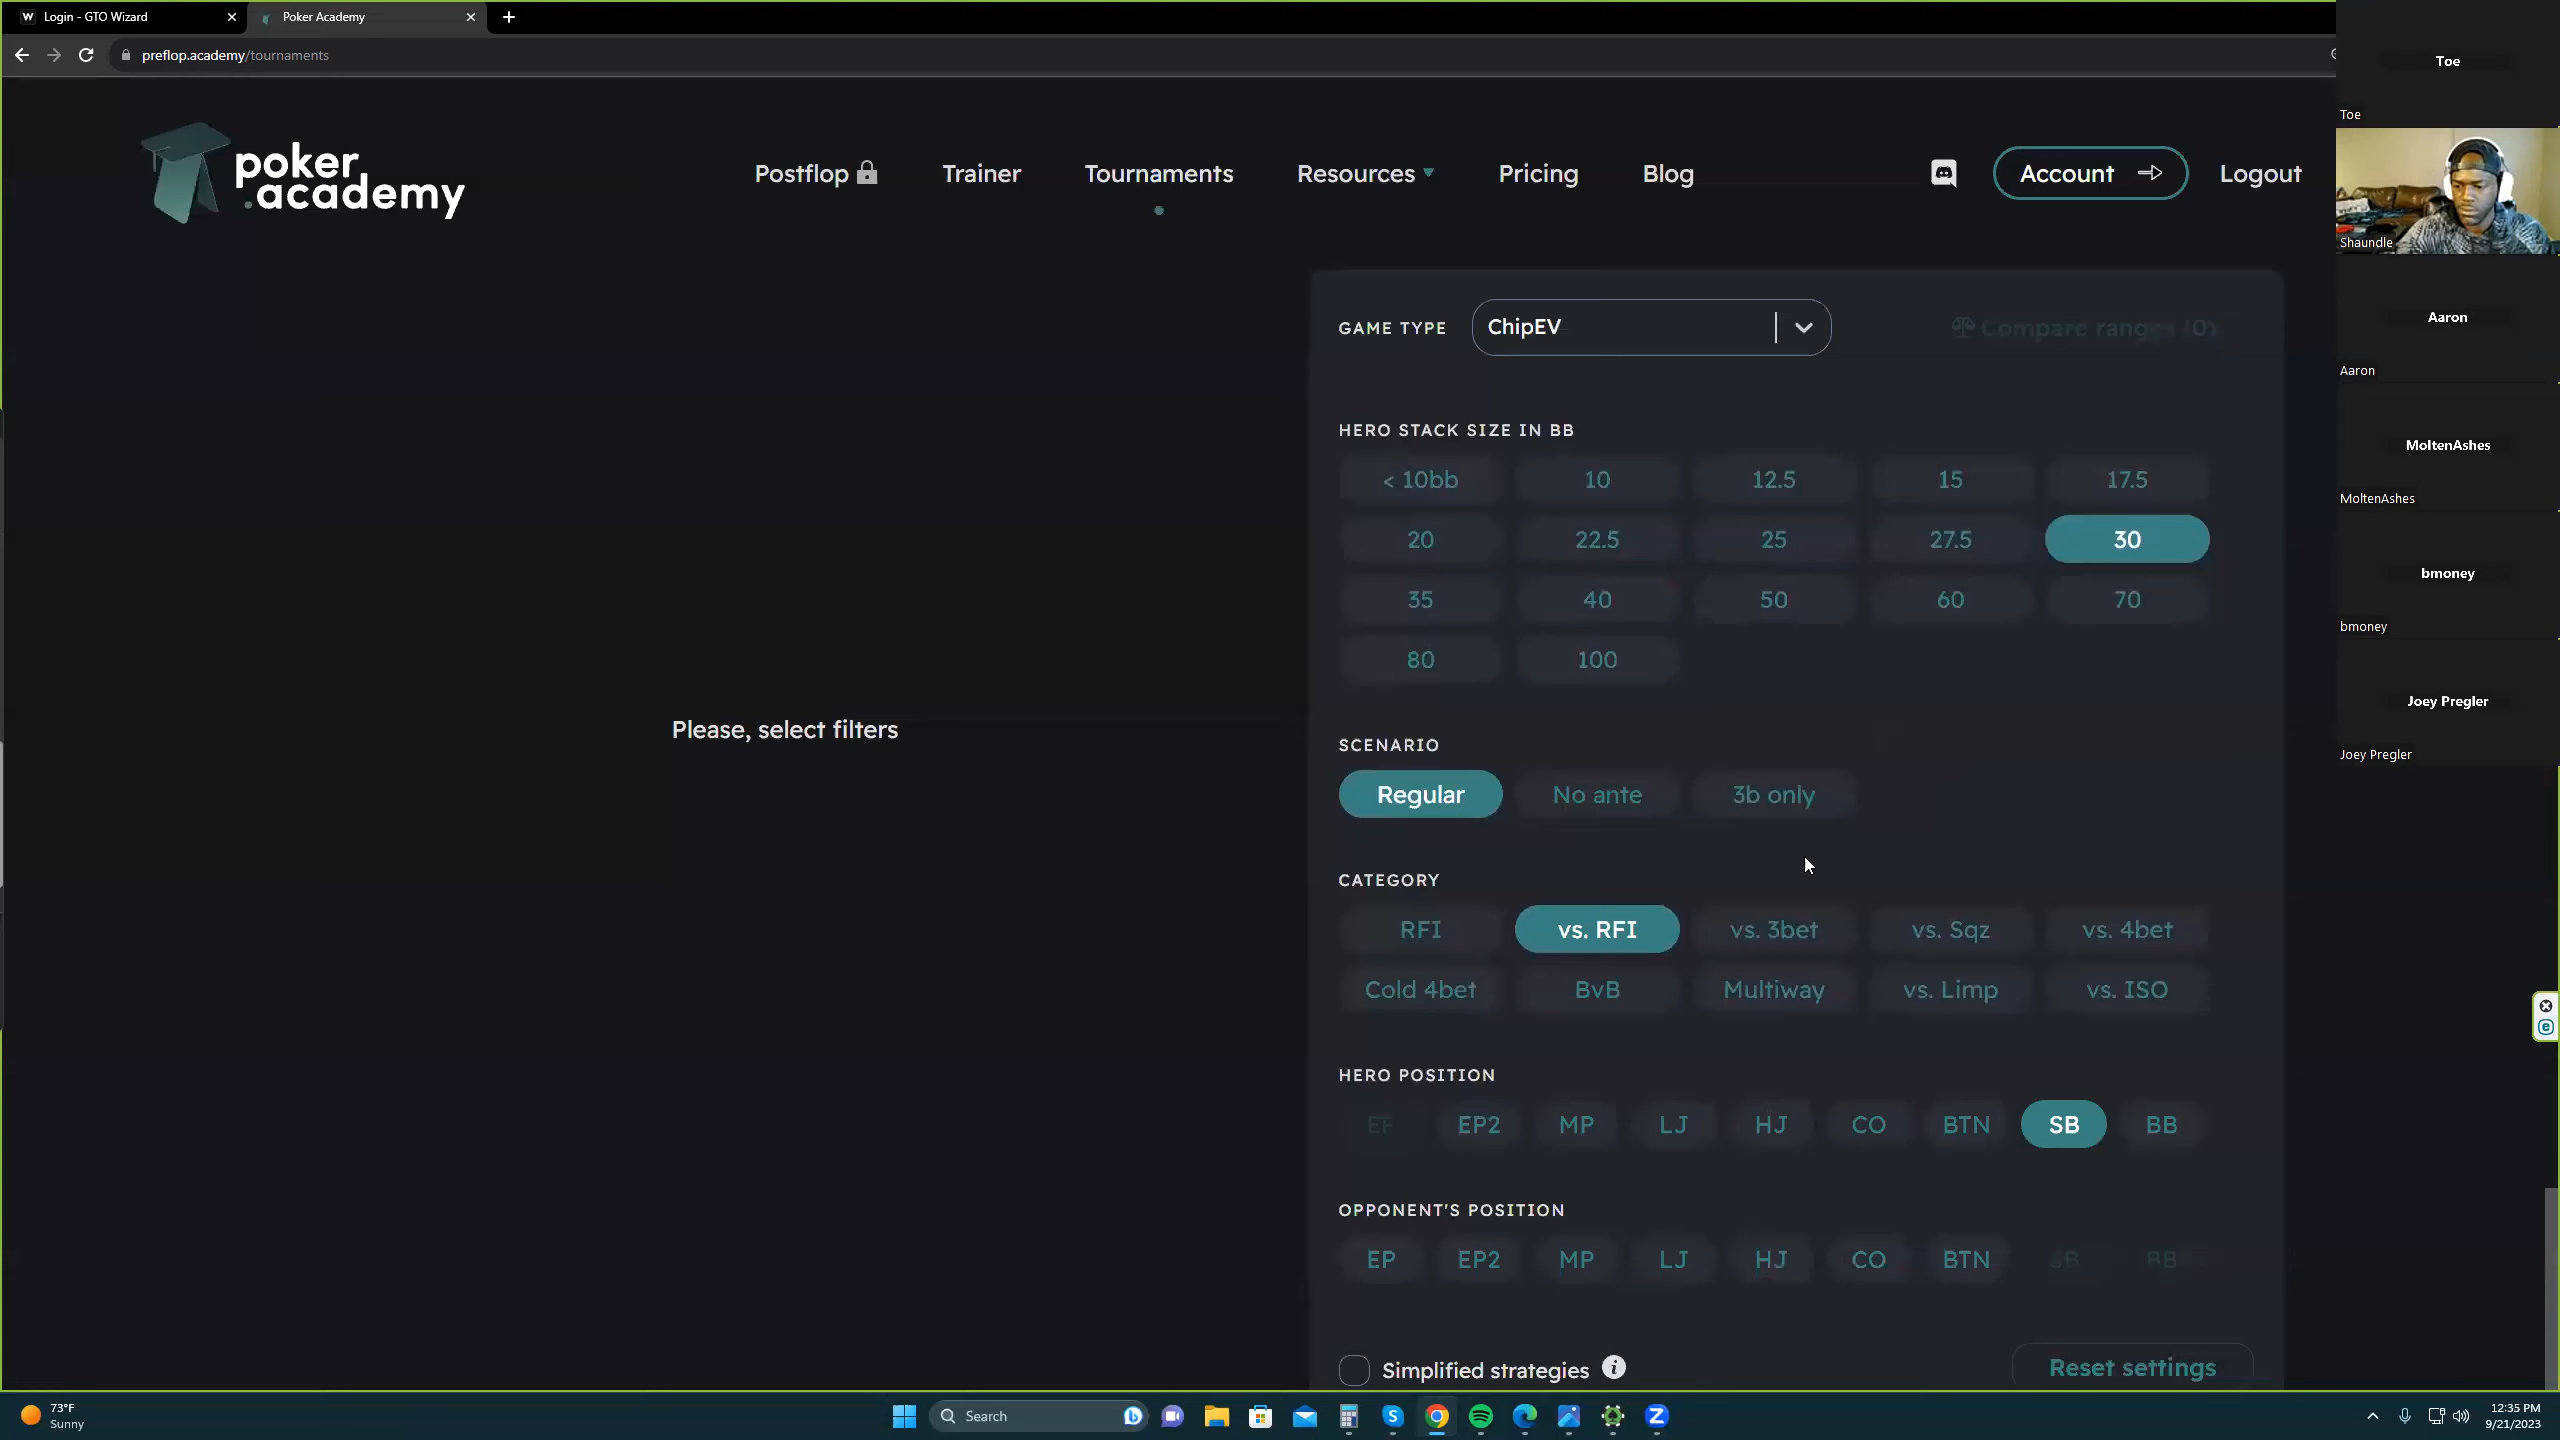 Login - GTO Wizard
Poker Academy
preflop.academy/tournaments
poker
.academy
Postflop
Trainer
Tournaments
Resources
Pricing
Blog
Account
Logout
GAME TYPE
ChipEV
Compare ranges (0)
HERO STACK SIZE IN BB
< 10bb 10 12.5 15 17.5
20 22.5 25 27.5 30
35 40 50 60 70
80 100
Please, select filters
SCENARIO
Regular No ante 3b only
CATEGORY
RFI vs. RFI vs. 3bet vs. Sqz vs. 4bet
Cold 4bet BvB Multiway vs. Limp vs. ISO
HERO POSITION
EP EP2 MP LJ HJ CO BTN SB BB
OPPONENT'S POSITION
EP EP2 MP LJ HJ CO BTN SB BB
Simplified strategies
Reset settings
Toe
Toe
Shaundle
Aaron
Aaron
MoltenAshes
MoltenAshes
bmoney
bmoney
Joey Pregler
Joey Pregler
73°F
Sunny
Search
12:35 PM
9/21/2023